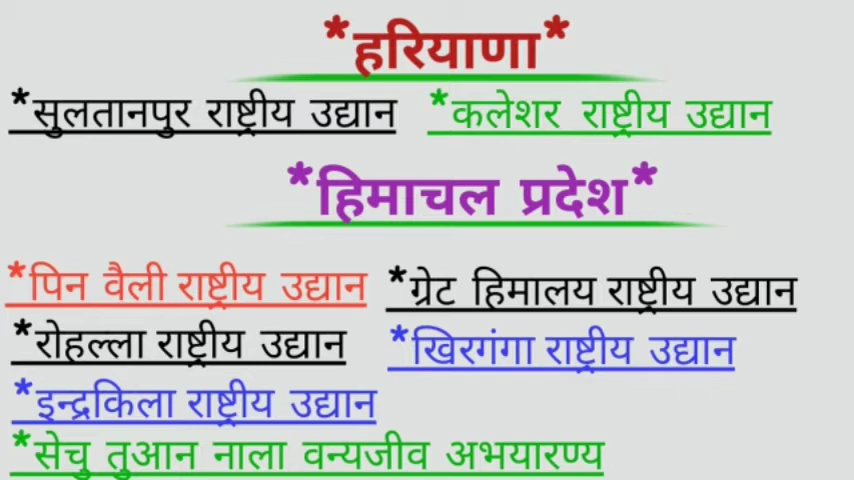 *हरियाणा*
*सुलतानपुर राष्ट्रीय उद्यान *कलेशर राष्ट्रीय उद्यान
*हिमाचल प्रदेश*
*पिन वैली राष्ट्रीय उद्यान *ग्रेट हिमालय राष्ट्रीय उद्यान
*रोहल्ला राष्ट्रीय उद्यान *खिरगंगा राष्ट्रीय उद्यान
*इन्द्रकिला राष्ट्रीय उद्यान
*सेचु तुआन नाला वन्यजीव अभयारण्य